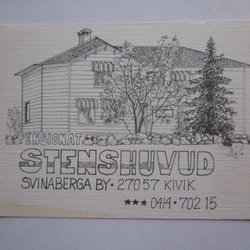 PENSIONAT
STENSHUVUD
SVINABERGA BY • 270 57 KIVIK
★★★ 0414 • 702 15